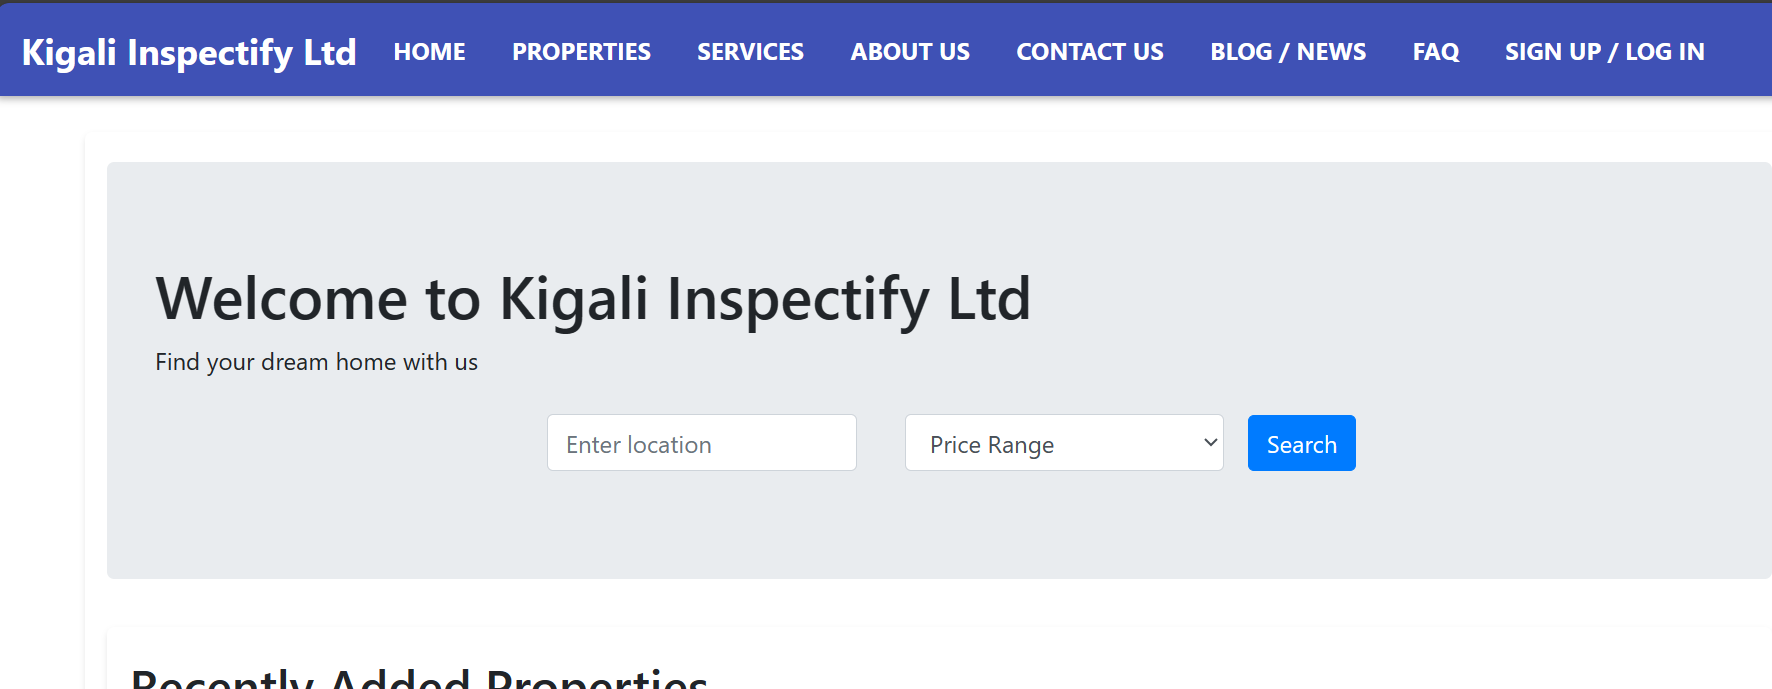 Kigali Inspectify Ltd HOME PROPERTIES SERVICES ABOUT US CONTACT US BLOG / NEWS FAQ SIGN UP / LOG IN
Welcome to Kigali Inspectify Ltd
Find your dream home with us
Enter location Price Range Search
Recently Added Properties